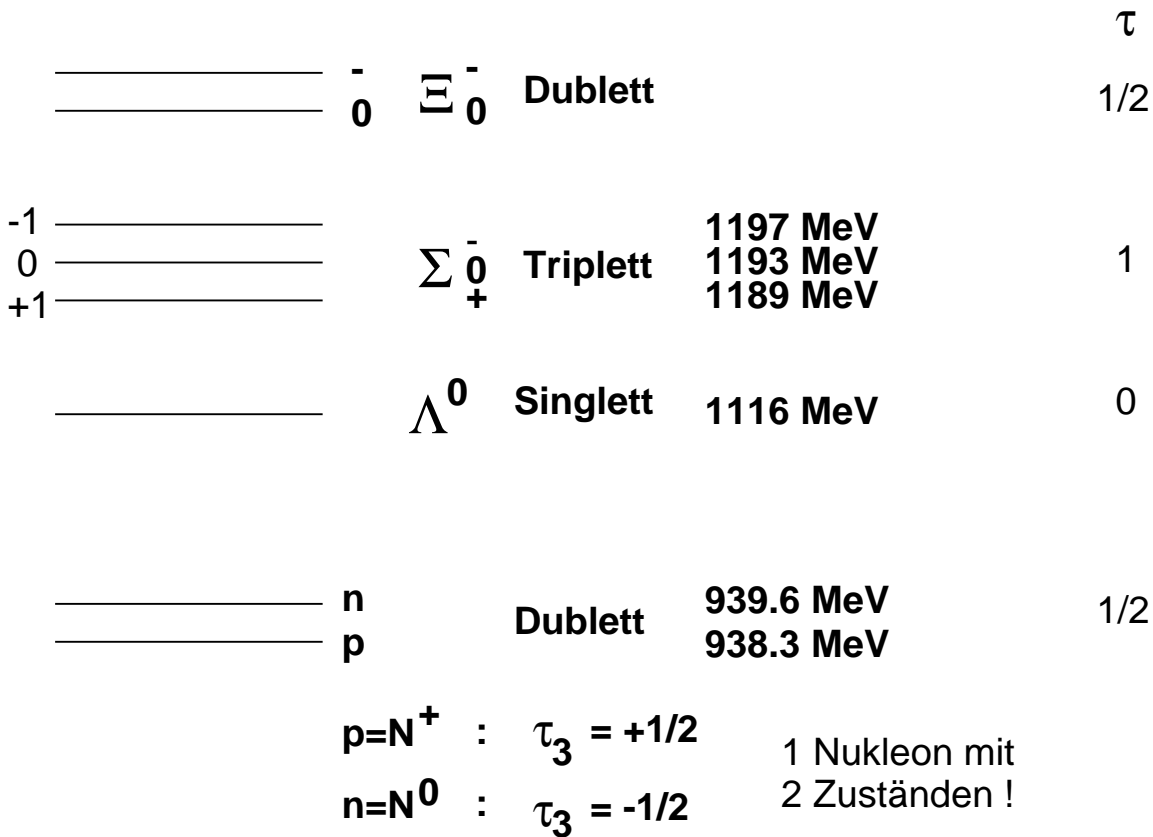 τ
- Ξ - Dublett 1/2
0 0
-1 - 1197 MeV
0 Σ 0 Triplett 1193 MeV 1
+1 + 1189 MeV
Λ⁰ Singlett 1116 MeV 0
n 939.6 MeV
Dublett 1/2
p 938.3 MeV
p=N⁺ : τ₃ = +1/2
n=N⁰ : τ₃ = -1/2
1 Nukleon mit
2 Zuständen !